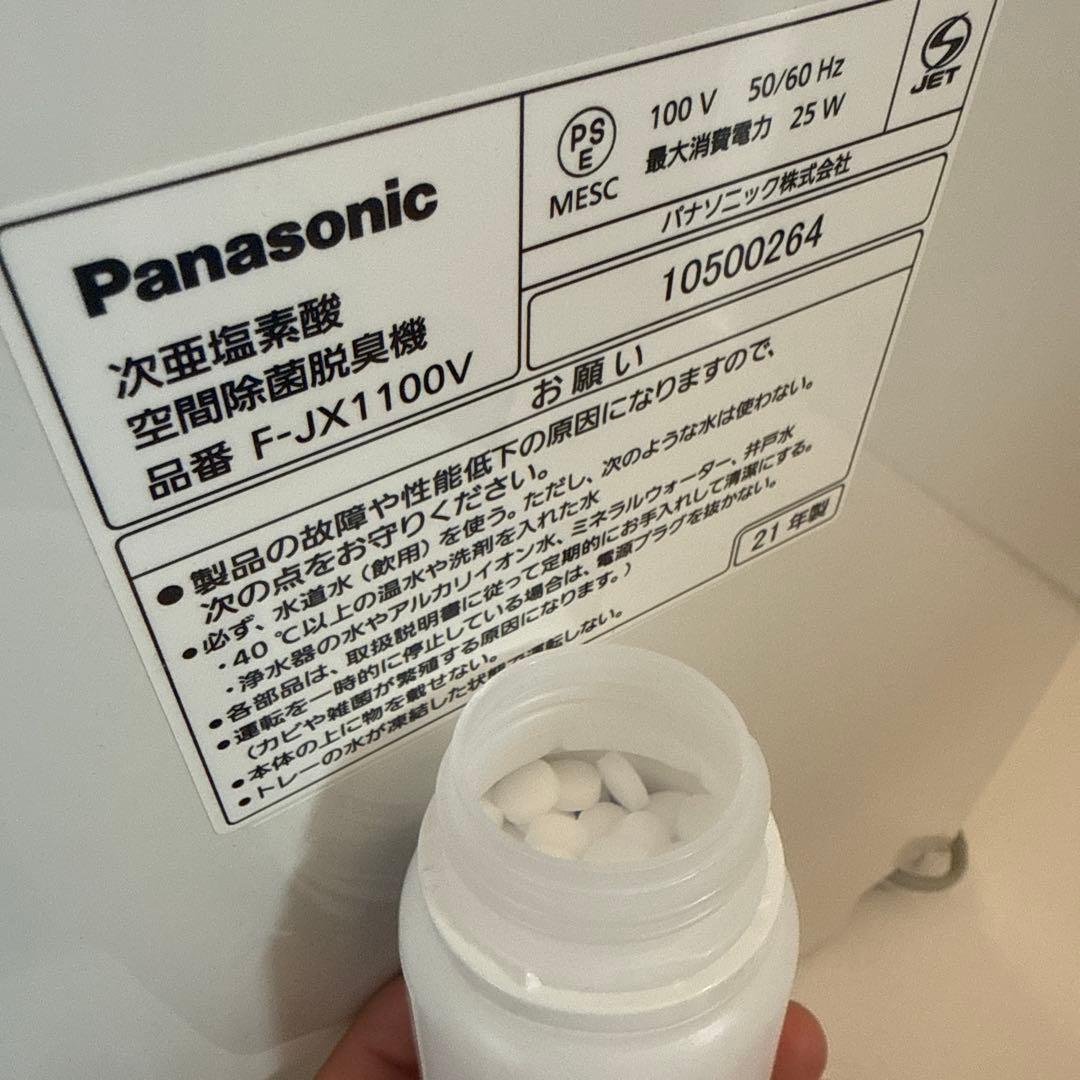 Panasonic
次亜塩素酸
空間除菌脱臭機
品番 F-JX1100V
PS
E
MESC
100 V 50/60 Hz
最大消費電力 25 W
JET
パナソニック株式会社
10500264
お願い
●製品の故障や性能低下の原因になりますので、
次の点をお守りください。
●必ず、水道水（飲用）を使う。ただし、次のような水は使わない。
・40 ℃以上の温水や洗剤を入れた水
・浄水器の水やアルカリイオン水、ミネラルウォーター、井戸水
●各部品は、取扱説明書に従って定期的にお手入れして清潔にする。
●運転を一時的に停止している場合は、電源プラグを抜かない。
（カビや雑菌が繁殖する原因になります。）
●本体の上に物を載せない。
●トレーの水が凍結した状態で運転しない。
21 年製